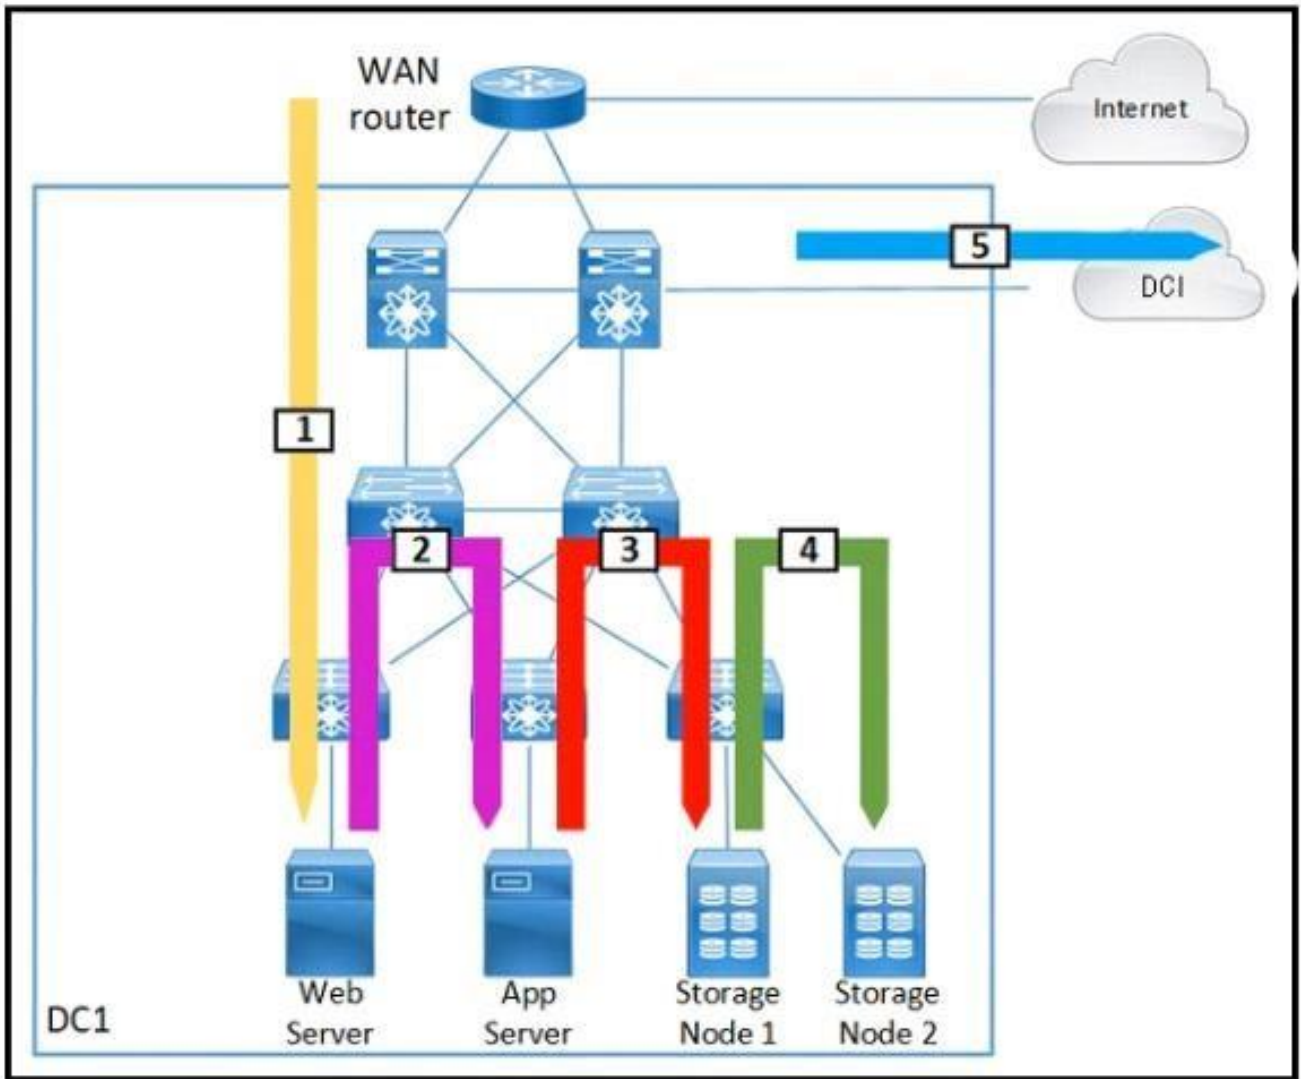 WAN
router
Internet
5
DCI
1
2
3
4
Web
Server
App
Server
Storage
Node 1
Storage
Node 2
DC1